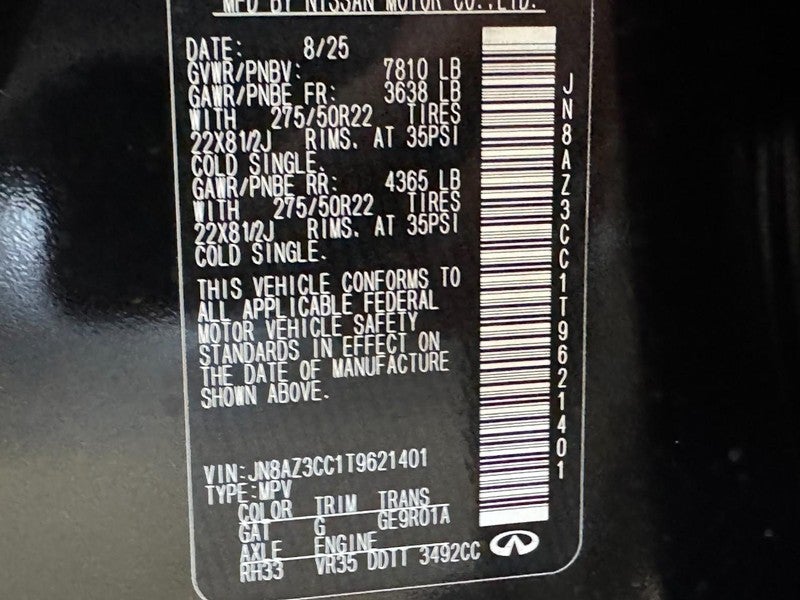 MFD BY NISSAN MOTOR CO.,LTD.
DATE: 8/25
GVWR/PNBV: 7810 LB
GAWR/PNBE FR: 3638 LB
WITH 275/50R22 TIRES
22X81/2J RIMS. AT 35PSI
COLD SINGLE.
GAWR/PNBE RR: 4365 LB
WITH 275/50R22 TIRES
22X81/2J RIMS. AT 35PSI
COLD SINGLE.
THIS VEHICLE CONFORMS TO
ALL APPLICABLE FEDERAL
MOTOR VEHICLE SAFETY
STANDARDS IN EFFECT ON
THE DATE OF MANUFACTURE
SHOWN ABOVE.
VIN:JN8AZ3CC1T9621401
TYPE:MPV
COLOR TRIM TRANS
GAT G GE9R01A
AXLE ENGINE
RH33 VR35 DDTT 3492CC
JN8AZ3CC1T9621401